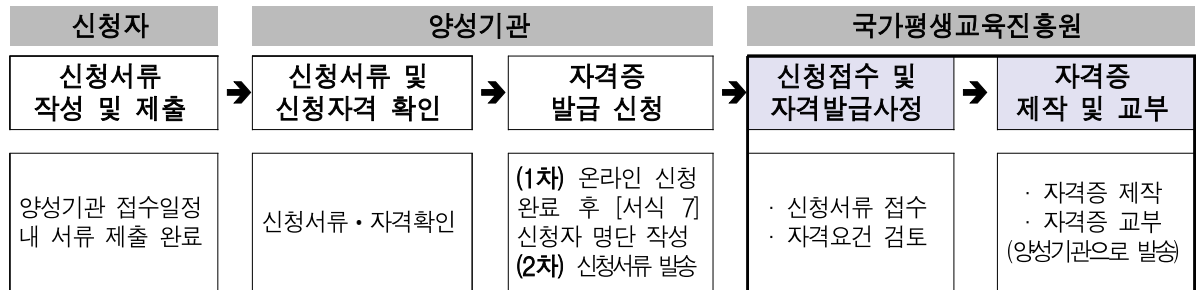 신청자
양성기관
국가평생교육진흥원
신청서류
작성 및 제출
➔
신청서류 및
신청자격 확인
➔
자격증
발급 신청
➔
신청접수 및
자격발급사정
➔
자격증
제작 및 교부
양성기관 접수일정
내 서류 제출 완료
신청서류・자격확인
(1차) 온라인 신청
완료 후 [서식 7]
신청자 명단 작성
(2차) 신청서류 발송
· 신청서류 접수
· 자격요건 검토
· 자격증 제작
· 자격증 교부
(양성기관으로 발송)